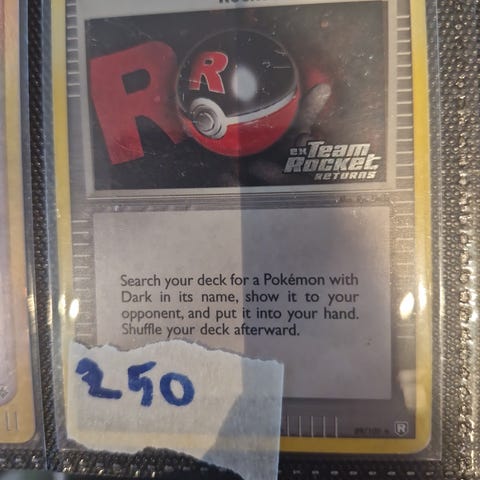 R
R
ex Team
Rocket
RETURNS
Search your deck for a Pokémon with
Dark in its name, show it to your
opponent, and put it into your hand.
Shuffle your deck afterward.
250
R